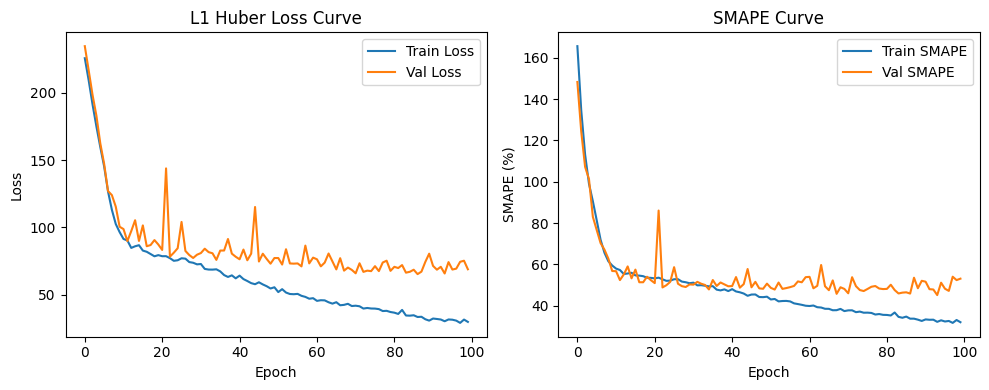 L1 Huber Loss Curve
Train Loss
Val Loss
200
150
100
50
Loss
0
20
40
60
80
100
Epoch
SMAPE Curve
Train SMAPE
Val SMAPE
160
140
120
100
80
60
40
SMAPE (%)
0
20
40
60
80
100
Epoch